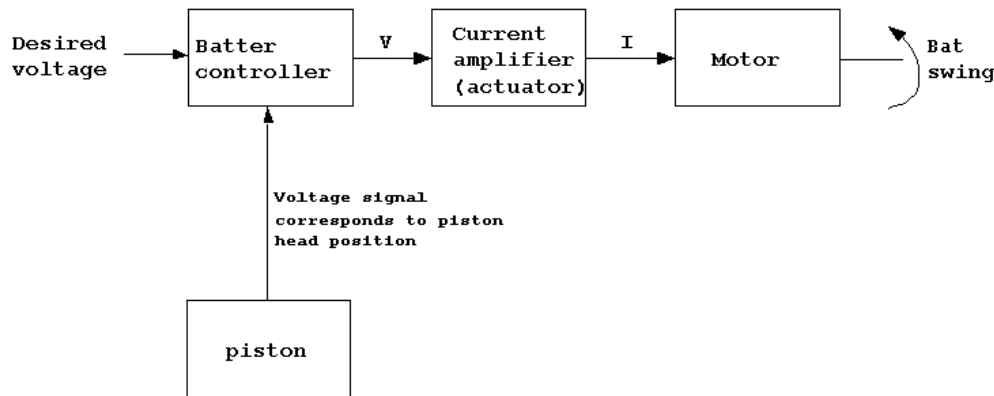 Desired
voltage
Batter
controller
V
Current
amplifier
(actuator)
I
Motor
Bat
swing
Voltage signal
corresponds to piston
head position
piston